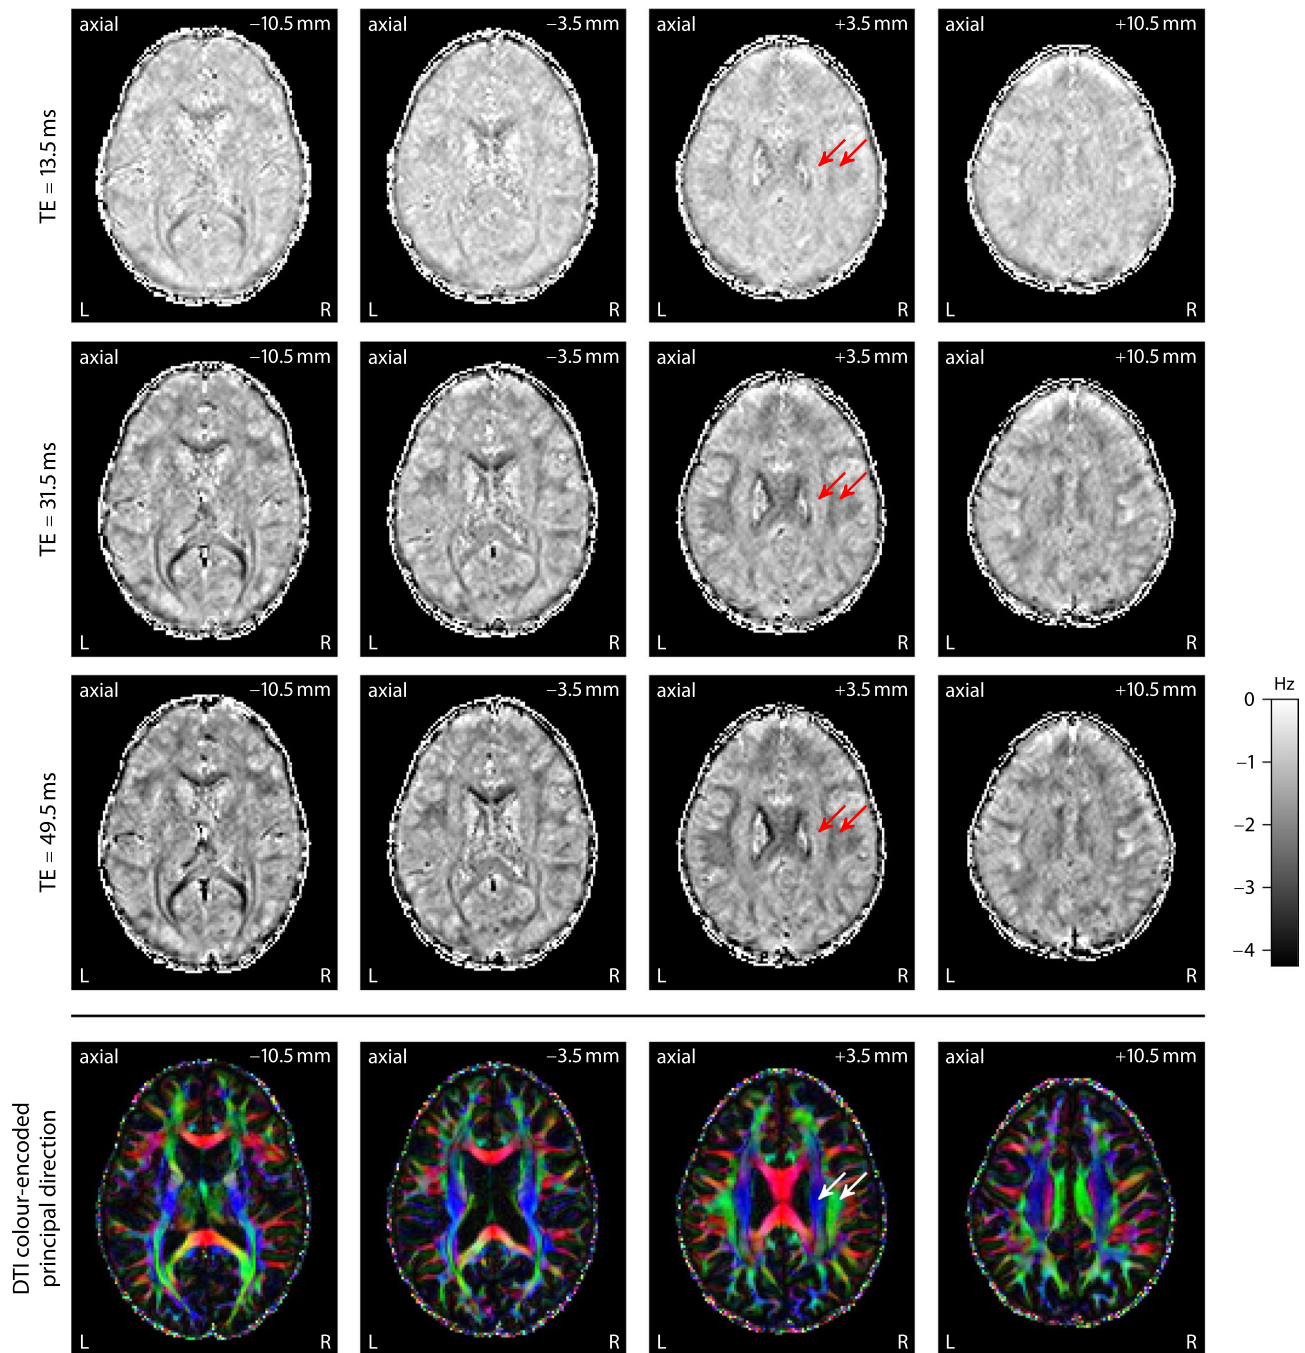 axial −10.5 mm
axial −3.5 mm
axial +3.5 mm
axial +10.5 mm
TE = 13.5 ms
L R
L R
L R
L R
axial −10.5 mm
axial −3.5 mm
axial +3.5 mm
axial +10.5 mm
TE = 31.5 ms
L R
L R
L R
L R
axial −10.5 mm
axial −3.5 mm
axial +3.5 mm
axial +10.5 mm
TE = 49.5 ms
L R
L R
L R
L R
Hz
0
−1
−2
−3
−4
axial −10.5 mm
axial −3.5 mm
axial +3.5 mm
axial +10.5 mm
DTI colour-encoded
principal direction
L R
L R
L R
L R